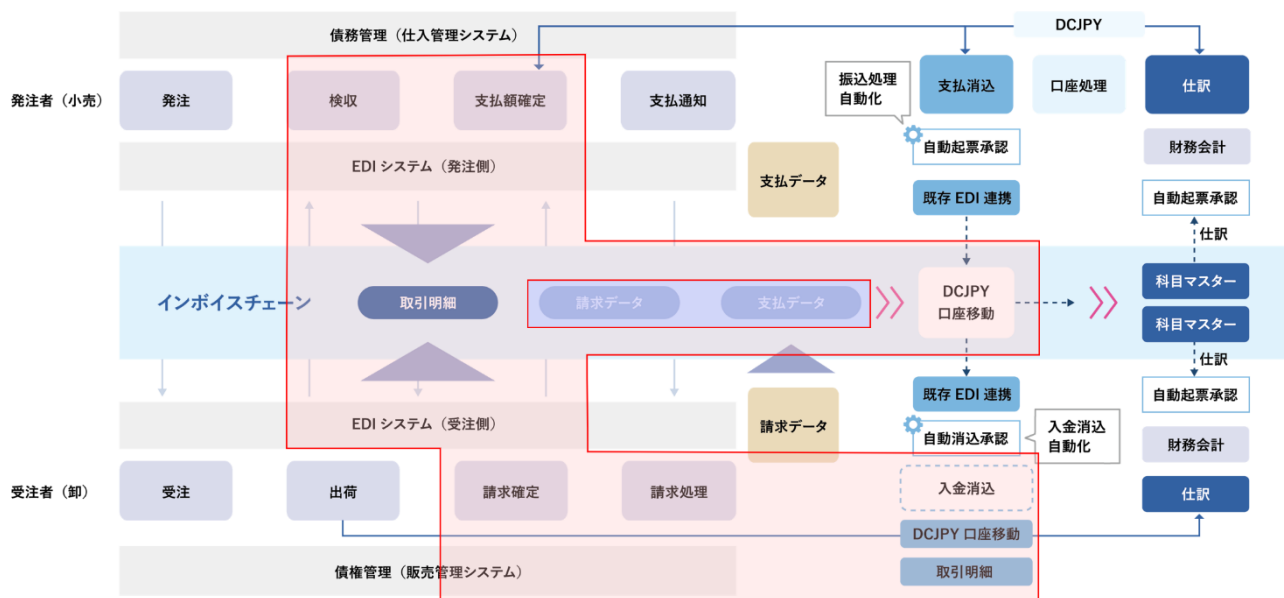 債務管理（仕入管理システム）
DCJPY
発注者（小売）
発注
検収
支払額確定
支払通知
振込処理
自動化
支払消込
口座処理
仕訳
自動起票承認
財務会計
EDI システム（発注側）
支払データ
既存 EDI 連携
自動起票承認
仕訳
インボイスチェーン
取引明細
請求データ
支払データ
DCJPY
口座移動
科目マスター
科目マスター
仕訳
既存 EDI 連携
自動起票承認
EDI システム（受注側）
請求データ
自動消込承認
入金消込
自動化
財務会計
受注者（卸）
受注
出荷
請求確定
請求処理
入金消込
仕訳
DCJPY 口座移動
債権管理（販売管理システム）
取引明細